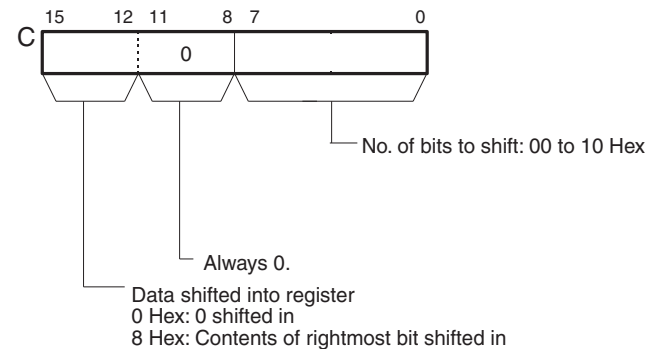 15 12 11 8 7 0
C
0
No. of bits to shift: 00 to 10 Hex
Always 0.
Data shifted into register
0 Hex: 0 shifted in
8 Hex: Contents of rightmost bit shifted in